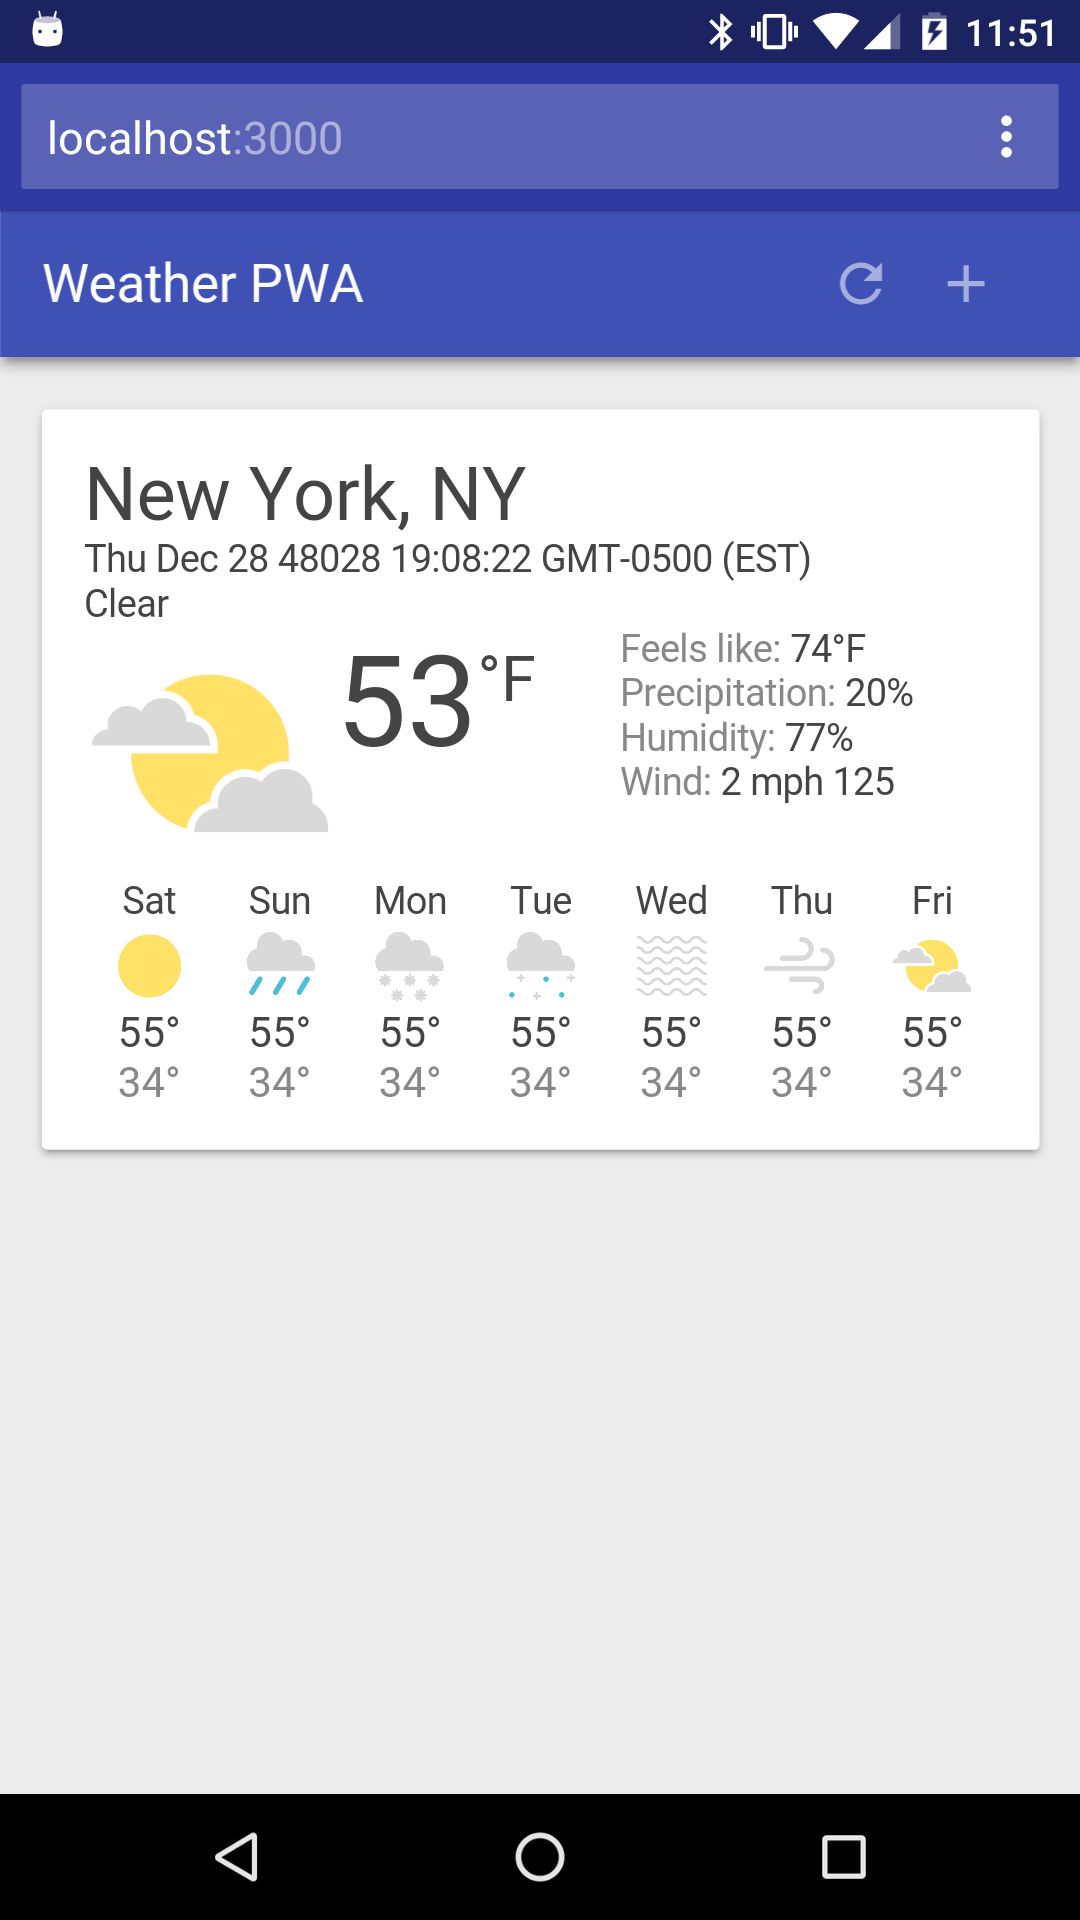 11:51
localhost:3000
Weather PWA
New York, NY
Thu Dec 28 48028 19:08:22 GMT-0500 (EST)
Clear
53°F
Feels like: 74°F
Precipitation: 20%
Humidity: 77%
Wind: 2 mph 125
Sat Sun Mon Tue Wed Thu Fri
55° 55° 55° 55° 55° 55° 55°
34° 34° 34° 34° 34° 34° 34°